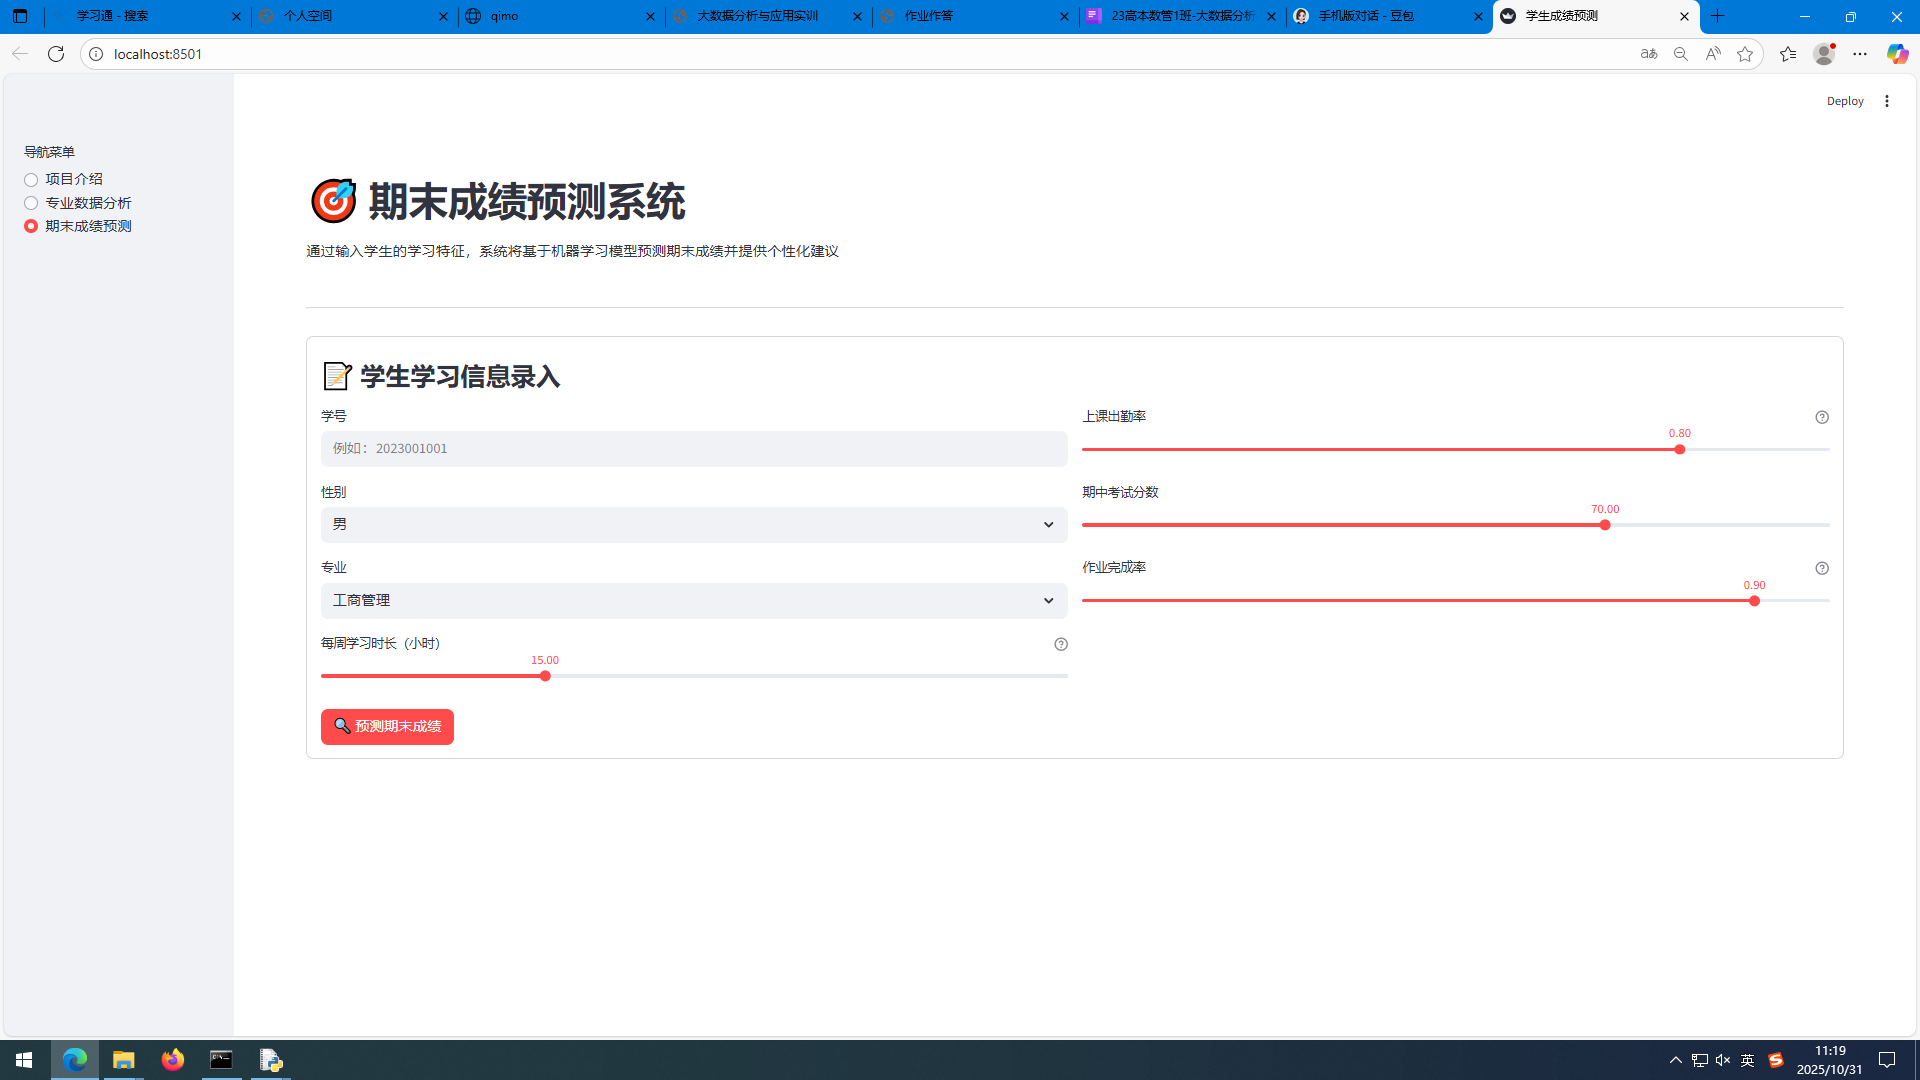 学习通 - 搜索
个人空间
qimo
大数据分析与应用实训
作业作答
23高本数管1班-大数据分析
手机版对话 - 豆包
学生成绩预测
localhost:8501
Deploy
导航菜单
项目介绍
专业数据分析
期末成绩预测
期末成绩预测系统
通过输入学生的学习特征，系统将基于机器学习模型预测期末成绩并提供个性化建议
学生学习信息录入
学号
例如：2023001001
性别
男
专业
工商管理
每周学习时长（小时）
15.00
上课出勤率
0.80
期中考试分数
70.00
作业完成率
0.90
预测期末成绩
英
11:19
2025/10/31